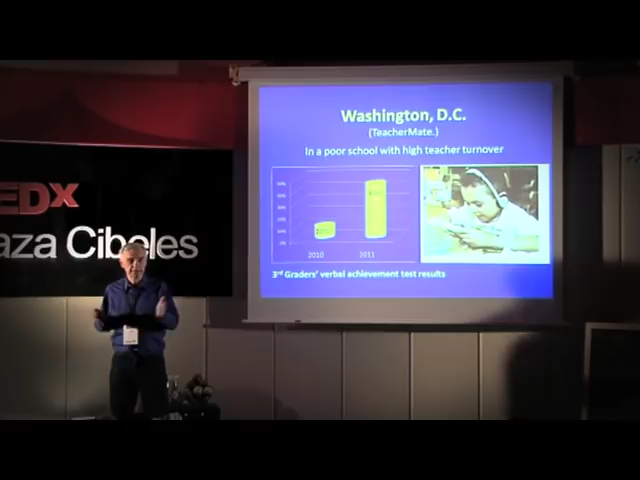 Washington, D.C.
(TeacherMate.)
In a poor school with high teacher turnover
2010 2011
3rd Graders' verbal achievement test results
EDx
aza Cibeles